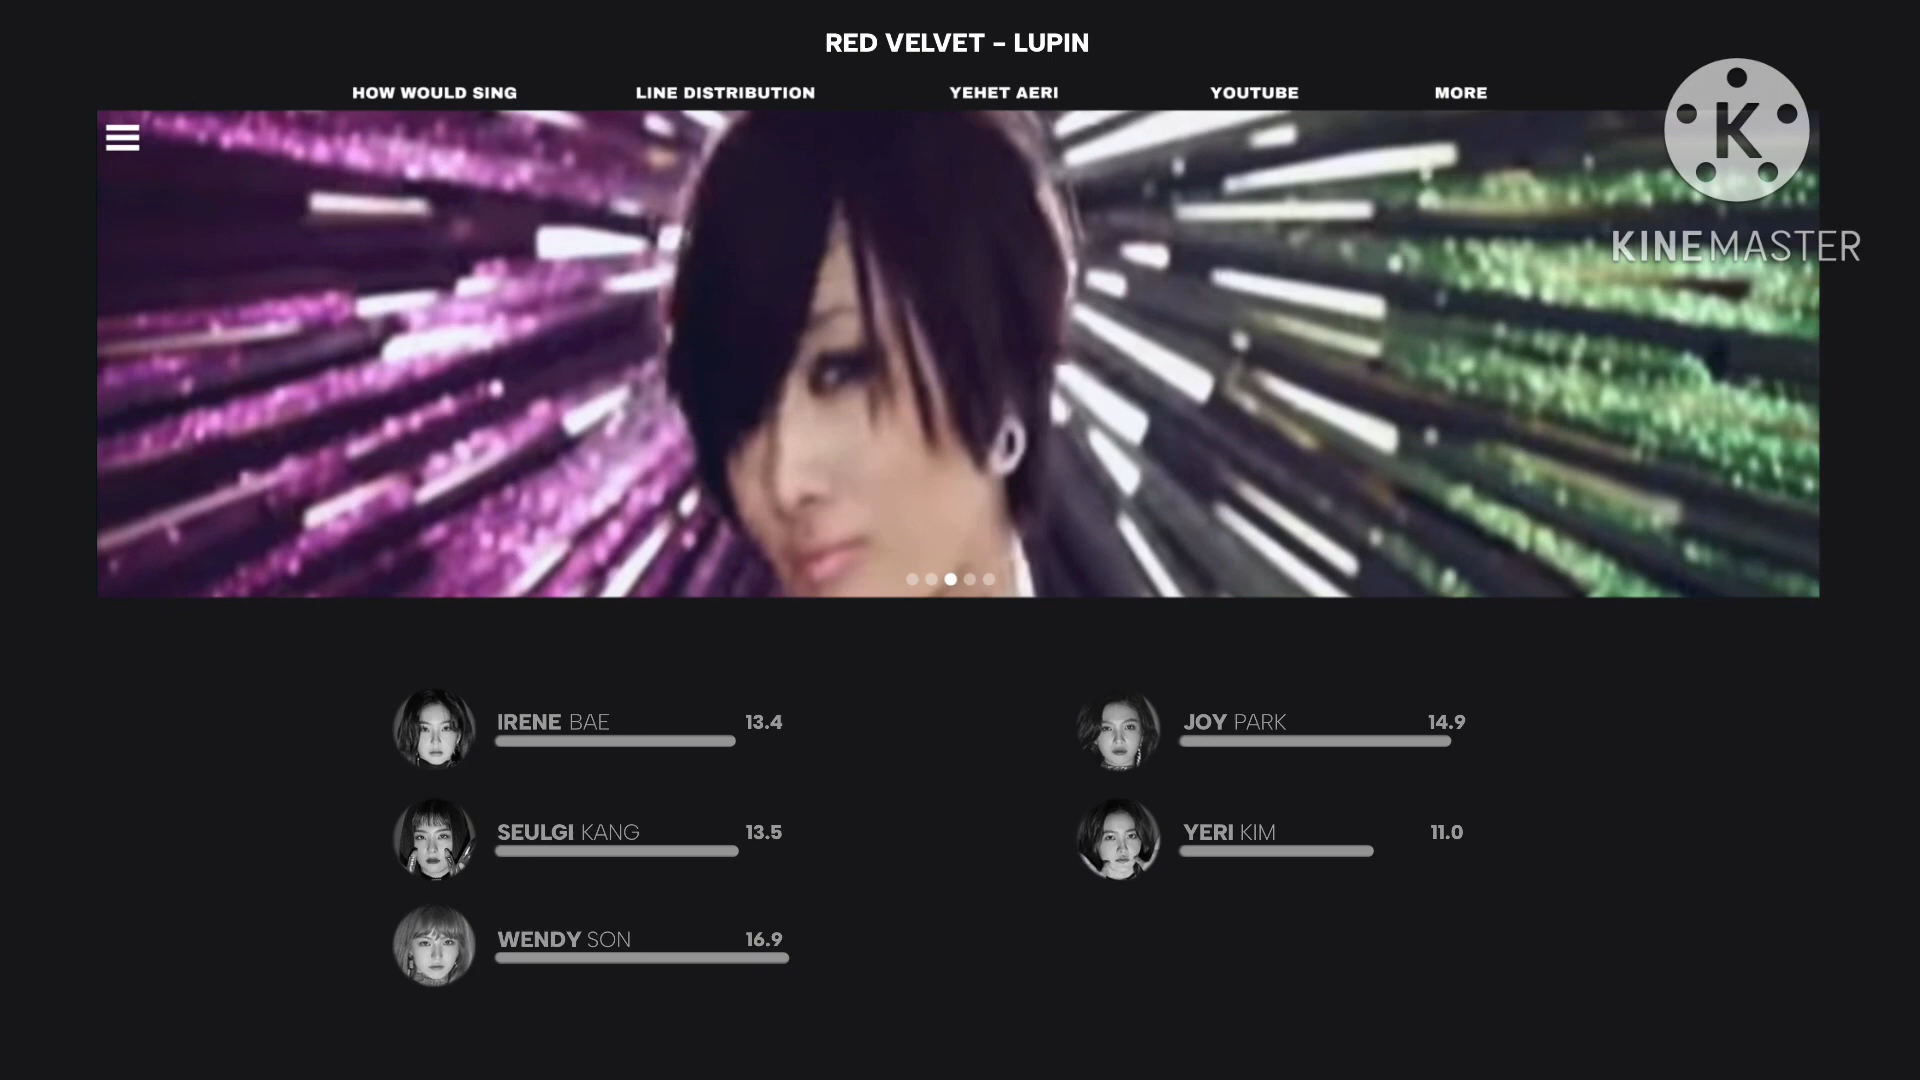 RED VELVET - LUPIN
HOW WOULD SING LINE DISTRIBUTION YEHET AERI YOUTUBE MORE
K
KINEMASTER
IRENE BAE 13.4
JOY PARK 14.9
SEULGI KANG 13.5
YERI KIM 11.0
WENDY SON 16.9